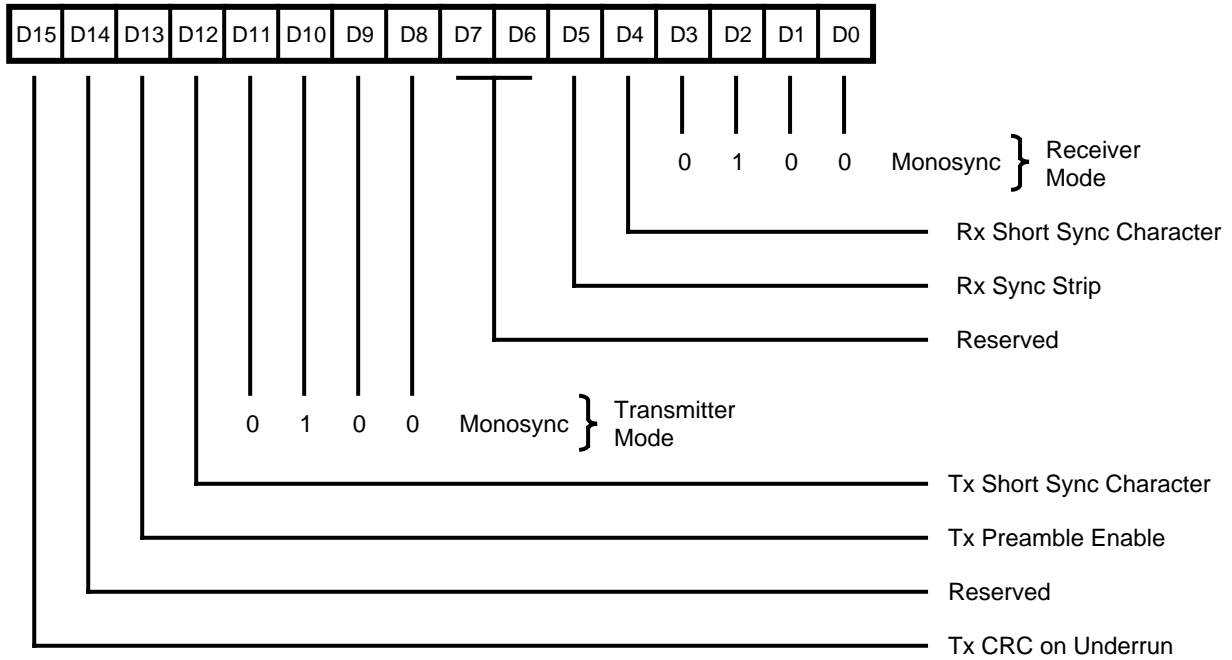 D15 D14 D13 D12 D11 D10 D9 D8 D7 D6 D5 D4 D3 D2 D1 D0
0 1 0 0 Monosync } Receiver
Mode
Rx Short Sync Character
Rx Sync Strip
Reserved
0 1 0 0 Monosync } Transmitter
Mode
Tx Short Sync Character
Tx Preamble Enable
Reserved
Tx CRC on Underrun